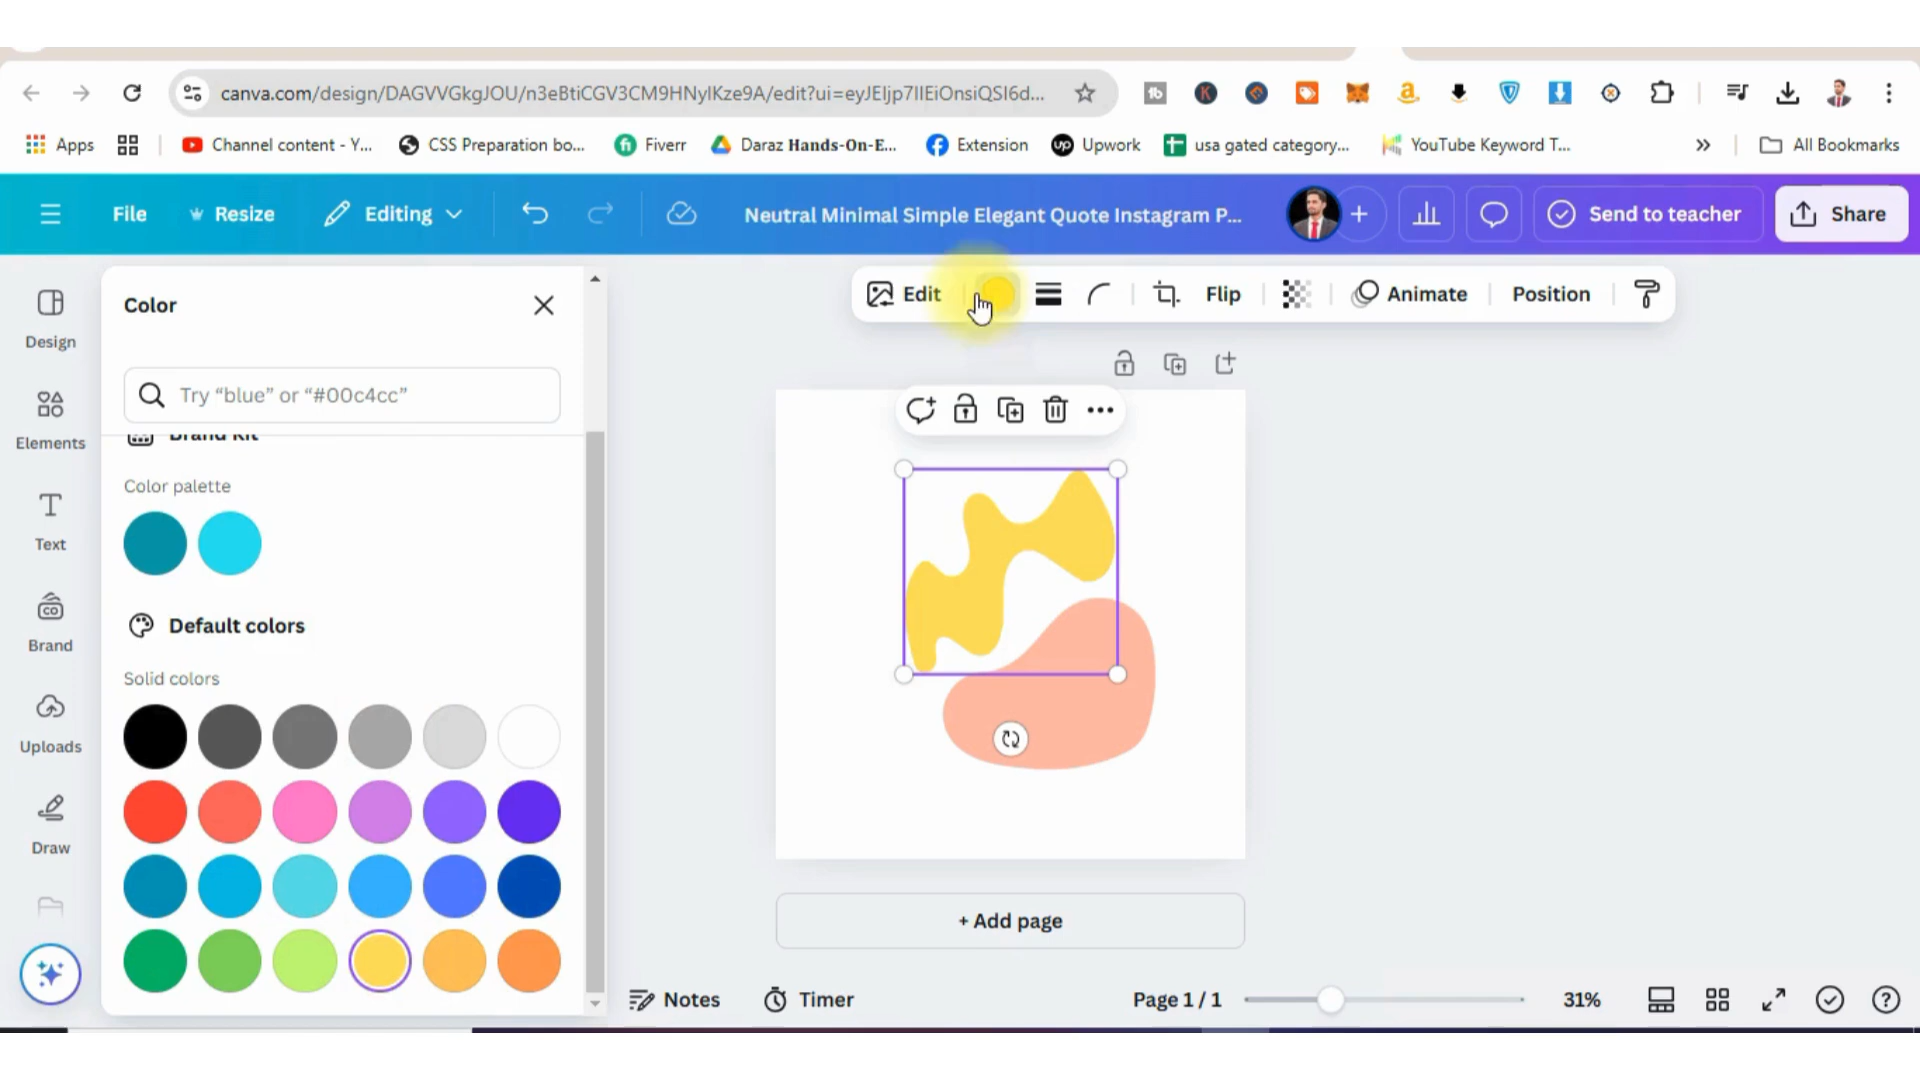 canva.com/design/DAGVVGkgJOU/n3eBtiCGV3CM9HNylKze9A/edit?ui=eyJEIjp7IlEiOnsiQSI6d...
Apps
Channel content - Y...
CSS Preparation bo...
Fiverr
Daraz Hands-On-E...
Extension
Upwork
usa gated category...
YouTube Keyword T...
All Bookmarks
File
Resize
Editing
Neutral Minimal Simple Elegant Quote Instagram P...
Send to teacher
Share
Design
Elements
Text
Brand
Uploads
Draw
Color
Try “blue” or “#00c4cc”
Brand Kit
Color palette
Default colors
Solid colors
Edit
Flip
Animate
Position
+ Add page
Notes
Timer
Page 1 / 1
31%